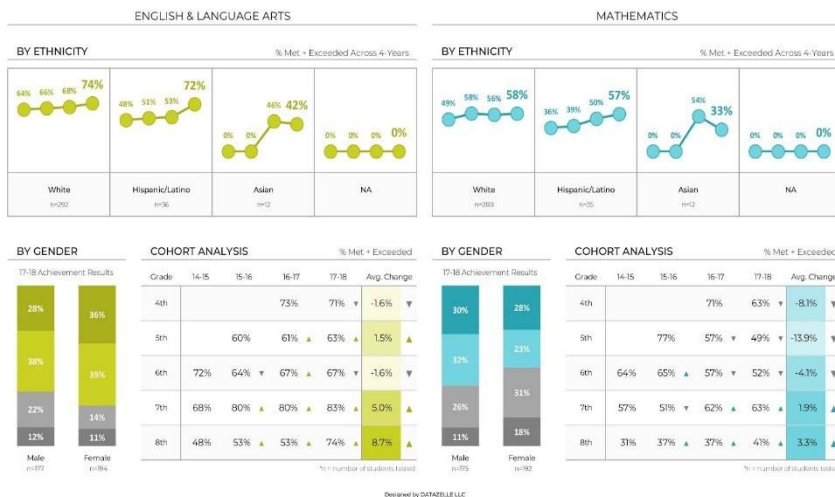 ENGLISH & LANGUAGE ARTS
BY ETHNICITY % Met + Exceeded Across 4-Years
64% 66% 68% 74%
48% 51% 53% 72%
0% 0% 46% 42%
0% 0% 0% 0%
White Hispanic/Latino Asian NA
n=292 n=36 n=12
BY GENDER
17-18 Achievement Results
28% 36%
38% 39%
22% 14%
12% 11%
Male Female
n=177 n=194
COHORT ANALYSIS % Met + Exceeded
Grade 14-15 15-16 16-17 17-18 Avg. Change
4th 73% 71% ▼ -1.6% ▼
5th 60% 61% ▲ 63% ▲ 1.5% ▲
6th 72% 64% ▼ 67% ▲ 67% ▼ -1.6% ▼
7th 68% 80% ▲ 80% ▲ 83% ▲ 5.0% ▲
8th 48% 53% ▲ 53% ▲ 74% ▲ 8.7% ▲
*n = number of students tested
MATHEMATICS
BY ETHNICITY % Met + Exceeded Across 4-Years
49% 58% 56% 58%
36% 39% 50% 57%
0% 0% 54% 33%
0% 0% 0% 0%
White Hispanic/Latino Asian NA
n=289 n=35 n=12
BY GENDER
17-18 Achievement Results
30% 28%
32% 23%
26% 31%
11% 18%
Male Female
n=175 n=192
COHORT ANALYSIS % Met + Exceeded
Grade 14-15 15-16 16-17 17-18 Avg. Change
4th 71% 63% ▼ -8.1% ▼
5th 77% 57% ▼ 49% ▼ -13.9% ▲
6th 64% 65% ▲ 57% ▼ 52% ▼ -4.1% ▼
7th 57% 51% ▼ 62% ▲ 63% ▲ 1.9% ▲
8th 31% 37% ▲ 37% ▲ 41% ▲ 3.3% ▲
*n = number of students tested
Designed by DATAZELLE LLC